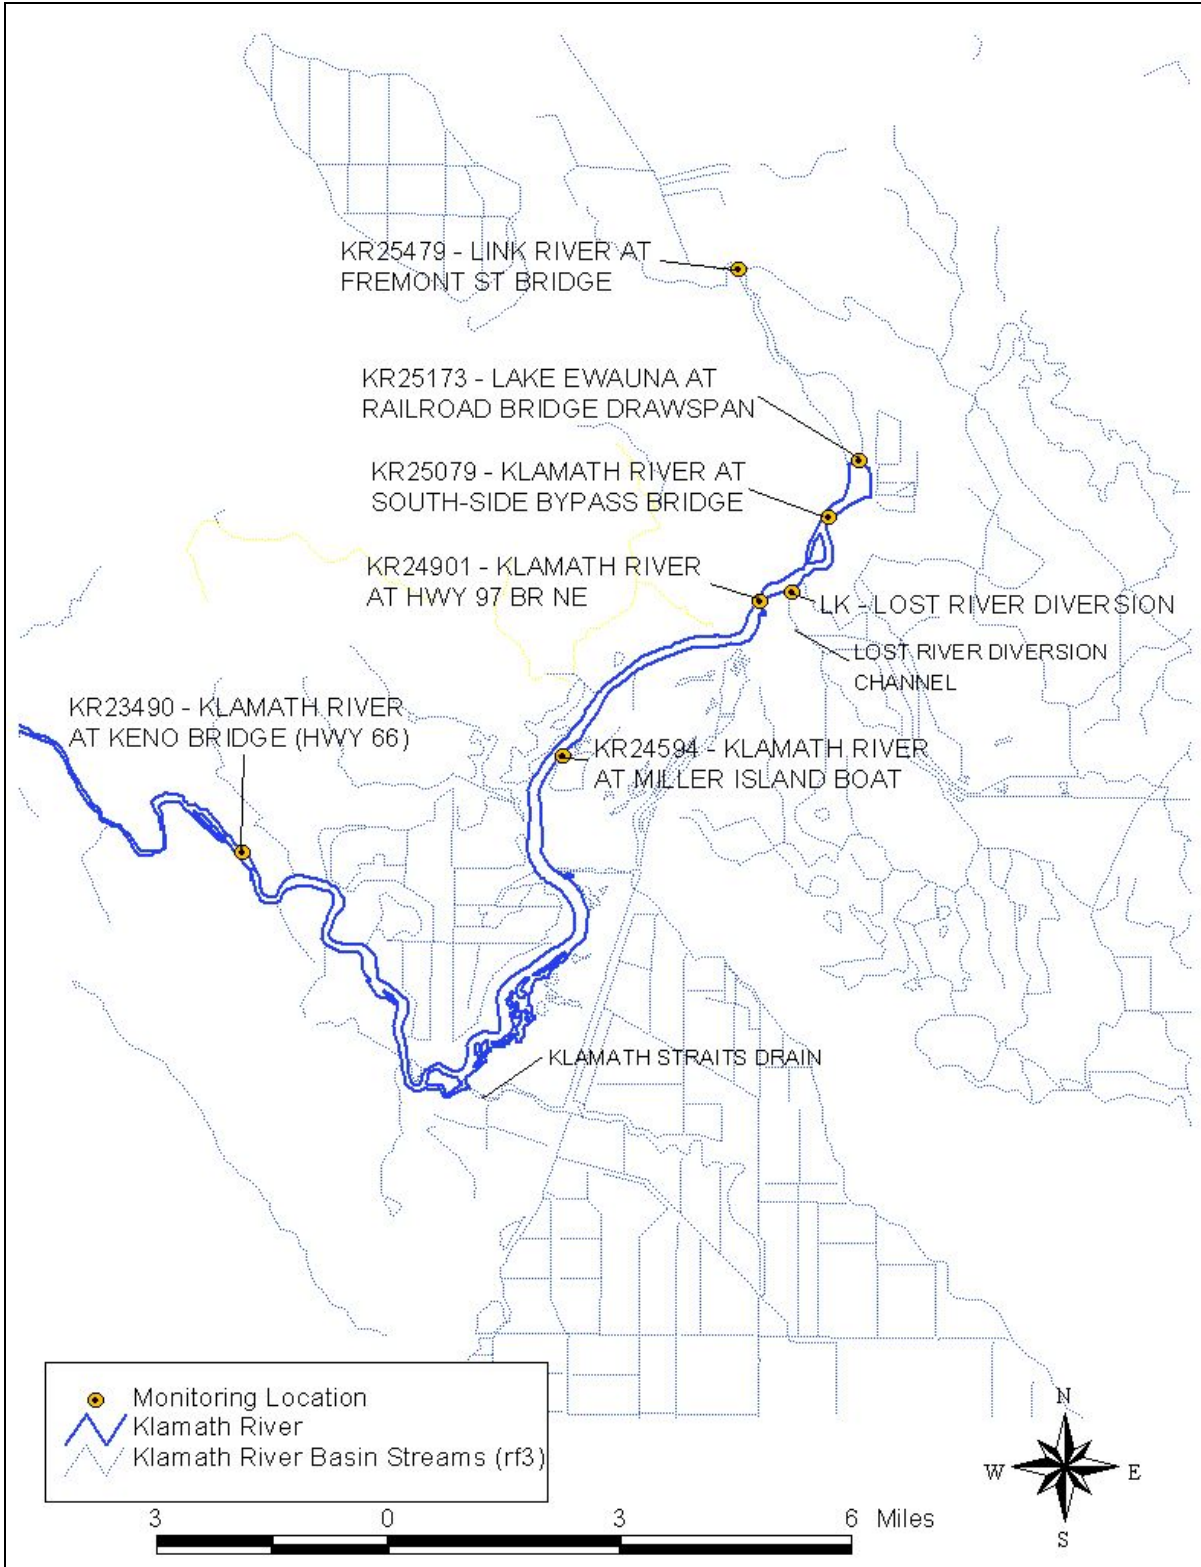 KR25479 - LINK RIVER AT
FREMONT ST BRIDGE
KR25173 - LAKE EWAUNA AT
RAILROAD BRIDGE DRAWSPAN
KR25079 - KLAMATH RIVER AT
SOUTH-SIDE BYPASS BRIDGE
KR24901 - KLAMATH RIVER
AT HWY 97 BR NE
LK - LOST RIVER DIVERSION
LOST RIVER DIVERSION
CHANNEL
KR23490 - KLAMATH RIVER
AT KENO BRIDGE (HWY 66)
KR24594 - KLAMATH RIVER
AT MILLER ISLAND BOAT
KLAMATH STRAITS DRAIN
Monitoring Location
Klamath River
Klamath River Basin Streams (rf3)
N
W E
S
3 0 3 6 Miles